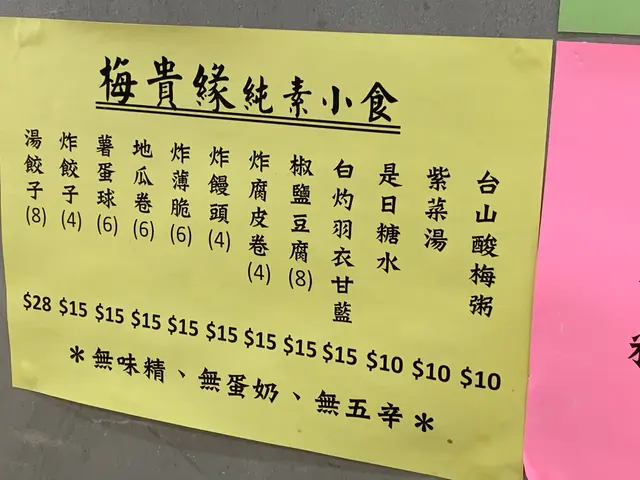 梅貴緣純素小食
台山酸梅粥 $10
紫菜湯 $10
是日糖水 $10
白灼羽衣甘藍 $15
椒鹽豆腐(8) $15
炸腐皮卷(4) $15
炸饅頭(4) $15
炸薄脆(6) $15
地瓜卷(6) $15
薯蛋球(6) $15
炸餃子(4) $15
湯餃子(8) $28
*無味精、無蛋奶、無五辛*